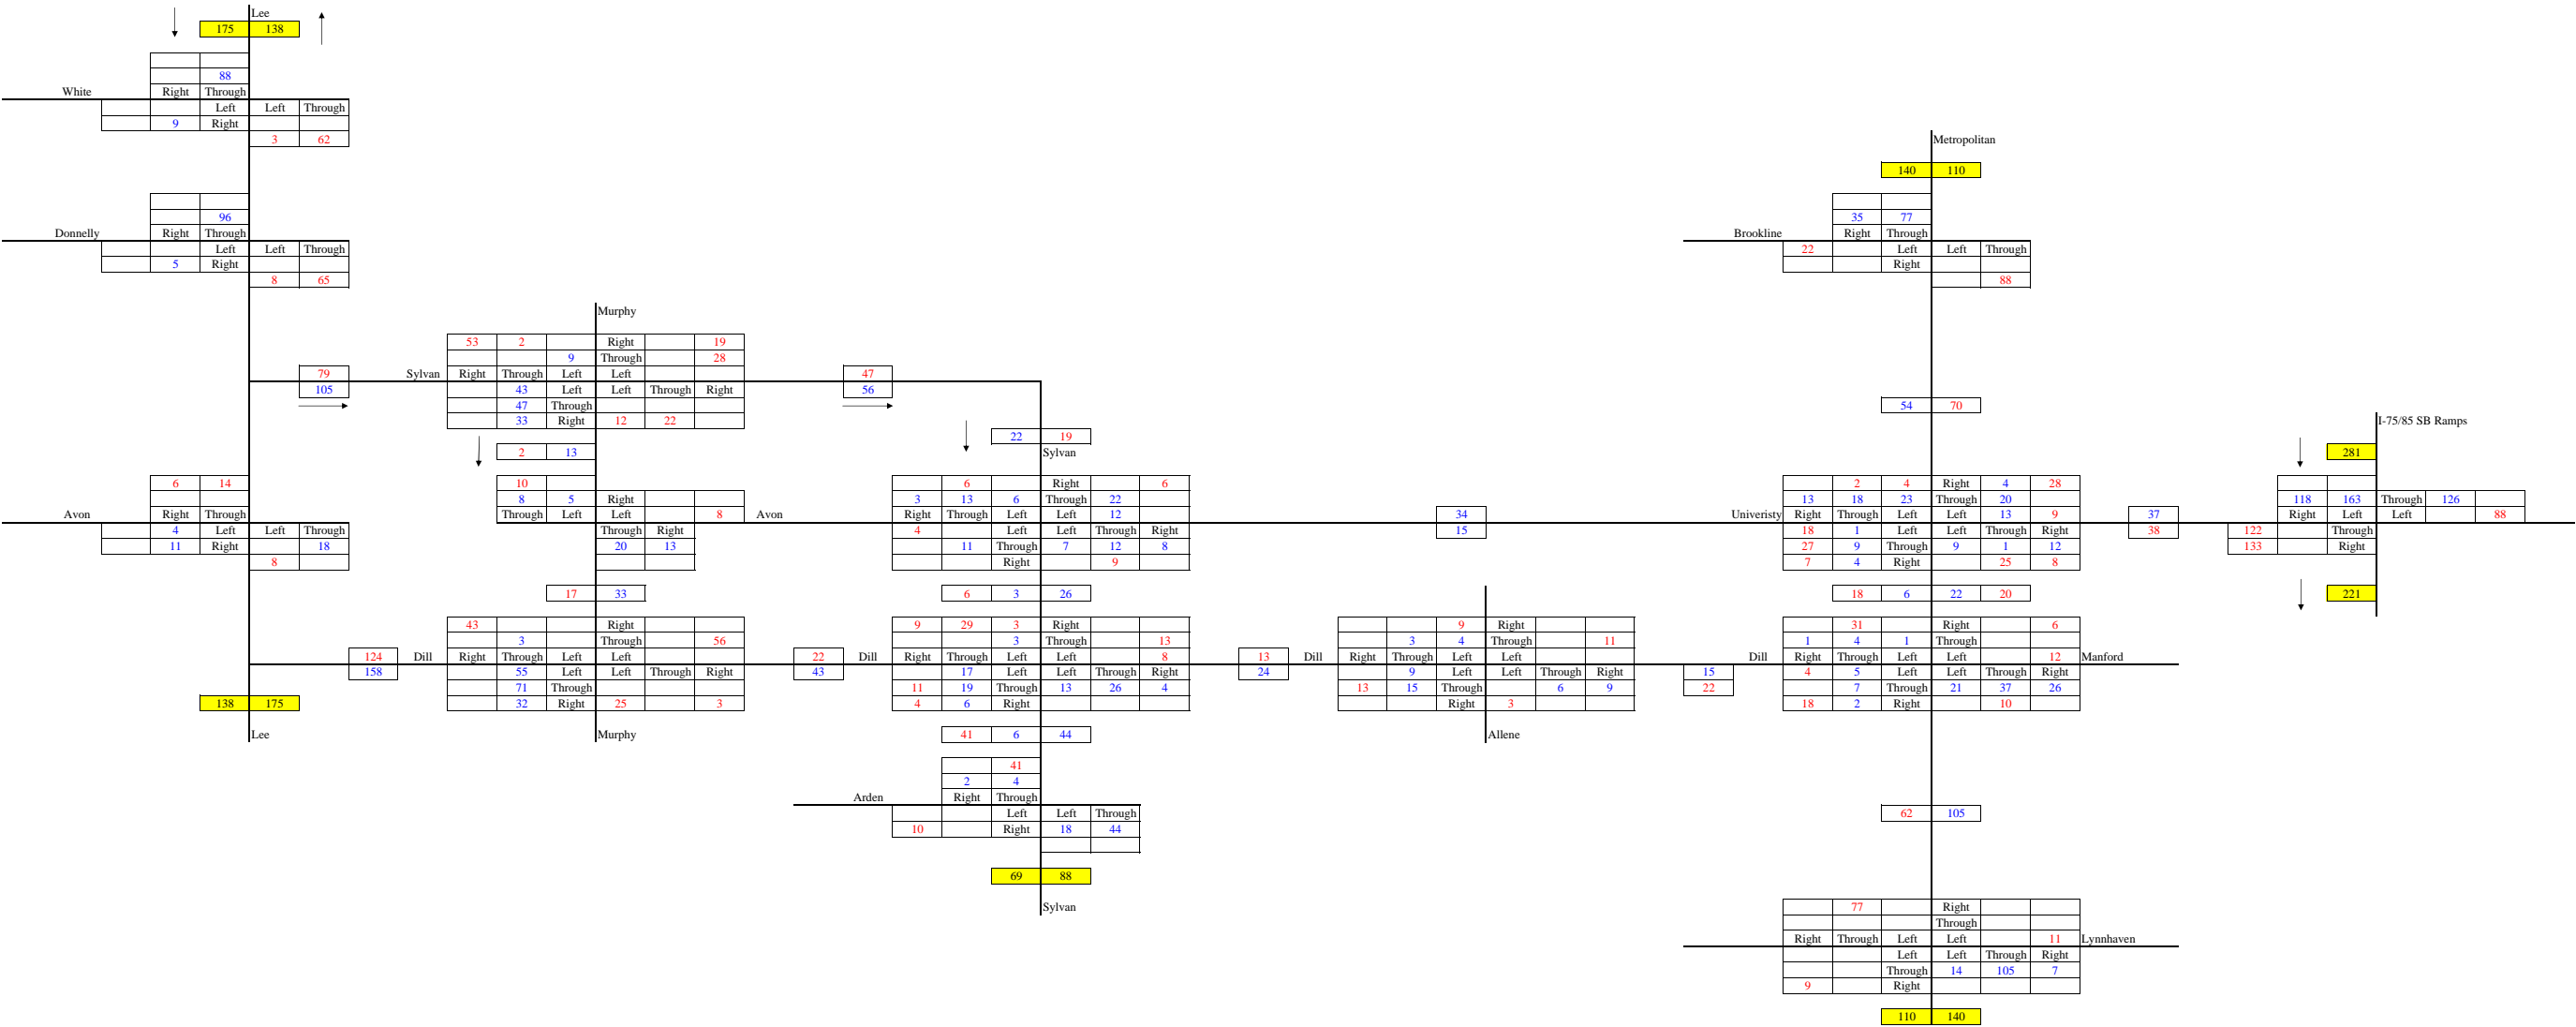 Lee
175 138
88
White Right Through
Left Left Through
9 Right
3 62
Metropolitan
140 110
96
35 77
Donnelly Right Through
Brookline Right Through
Left Left Through
22 Left Left Through
5 Right
Right
8 65
88
Murphy
53 2 Right 19
9 Through 28
79 Sylvan Right Through Left Left 47
105 43 Left Left Through Right 56
47 Through
54 70
33 Right 12 22
I-75/85 SB Ramps
22 19
2 13 Sylvan
281
6 14 10 6 Right 6 2 4 Right 4 28
8 5 Right 3 13 6 Through 22 13 18 23 Through 20 118 163 Through 126
Avon Right Through Through Left Left 8 Avon Right Through Left Left 12 34 Univeristy Right Through Left Left 13 9 37 Right Left Left 88
4 Left Left Through Through Right 4 Left Left Through Right 15 18 1 Left Left Through Right 38 122 Through
11 Right 18 20 13 11 Through 7 12 8 27 9 Through 9 1 12 133 Right
8 Right 9 7 4 Right 25 8
17 33 6 3 26 18 6 22 20 221
43 Right 9 29 3 Right 9 Right 31 Right 6
3 Through 56 3 Through 13 3 4 Through 11 1 4 1 Through
124 Dill Right Through Left Left 22 Dill Right Through Left Left 8 13 Dill Right Through Left Left 15 Dill Right Through Left Left 12 Manford
158 55 Left Left Through Right 43 17 Left Left Through Right 24 9 Left Left Through Right 22 4 5 Left Left Through Right
71 Through 11 19 Through 13 26 4 13 15 Through 6 9 7 Through 21 37 26
138 175 32 Right 25 3 4 6 Right Right 3 18 2 Right 10
Lee Murphy 41 6 44 Allene
41
2 4
Arden Right Through
Left Left Through
62 105
10 Right 18 44
69 88
Sylvan
77 Right
Through
Right Through Left Left 11 Lynnhaven
Left Left Through Right
Through 14 105 7
9 Right
110 140